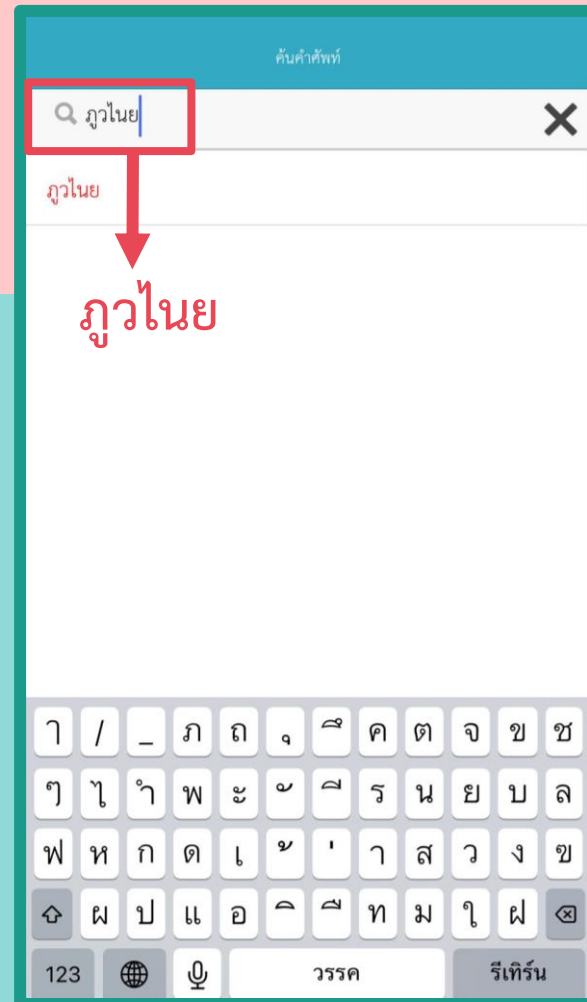 ค้นคำศัพท์
ภูวไนย
ภูวไนย
ภูวไนย
ๅ / _ ภ ถ ุ ึ ค ต จ ข ช
ๆ ไ ำ พ ะ ั ี ร น ย บ ล
ฟ ห ก ด เ ้ ่ า ส ว ง ฃ
ผ ป แ อ ิ ื ท ม ใ ฝ
123 วรรค รีเทิร์น